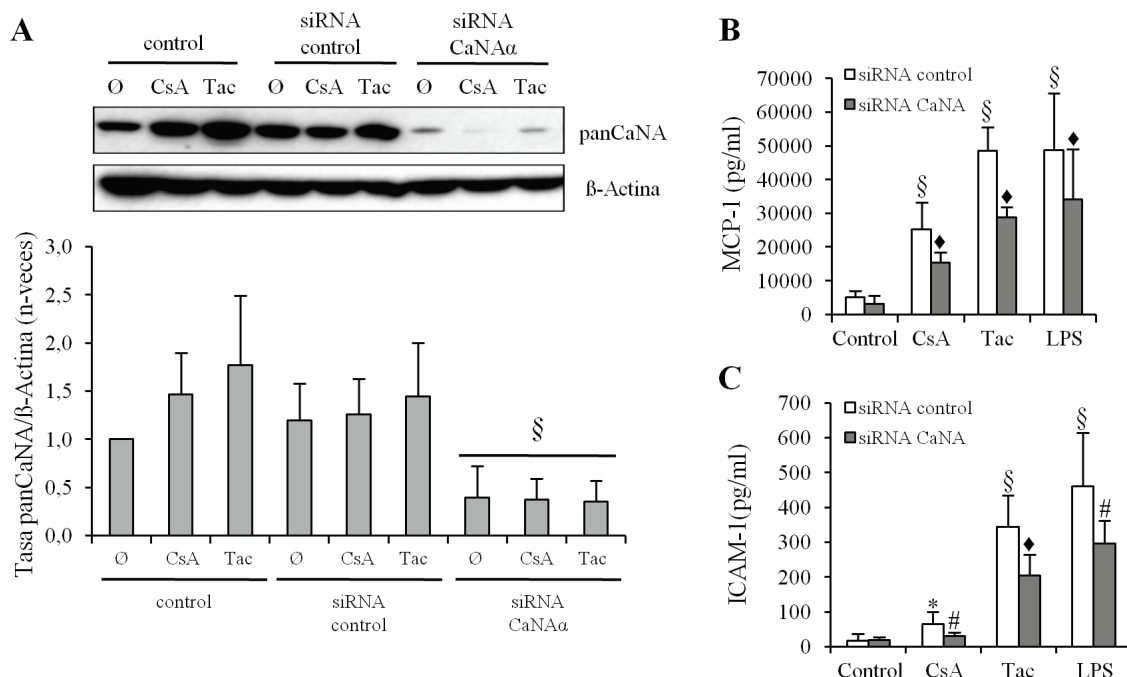 A
control
siRNA
control
siRNA
CaNAα
Ø CsA Tac Ø CsA Tac Ø CsA Tac
panCaNA
ß-Actina
Tasa panCaNA/ß-Actina (n-veces)
3,0
2,5
2,0
1,5
1,0
0,5
0,0
§
Ø CsA Tac Ø CsA Tac Ø CsA Tac
control
siRNA
control
siRNA
CaNAα
B
MCP-1 (pg/ml)
70000
60000
50000
40000
30000
20000
10000
0
siRNA control
siRNA CaNA
§
♦
§
♦
§
♦
Control CsA Tac LPS
C
ICAM-1(pg/ml)
700
600
500
400
300
200
100
0
siRNA control
siRNA CaNA
*
#
§
♦
§
#
Control CsA Tac LPS